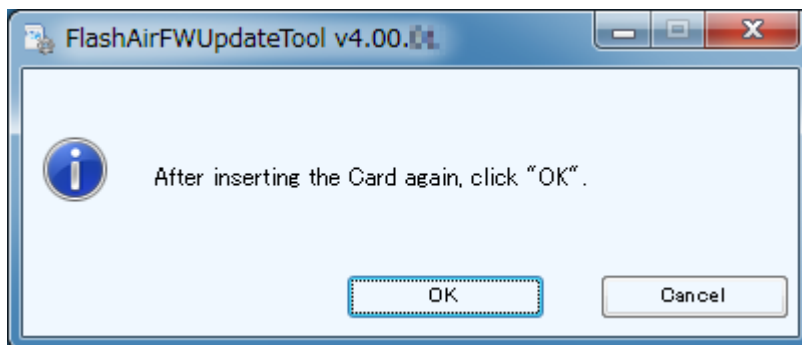 FlashAirFWUpdateTool v4.00.
After inserting the Card again, click "OK".
OK
Cancel